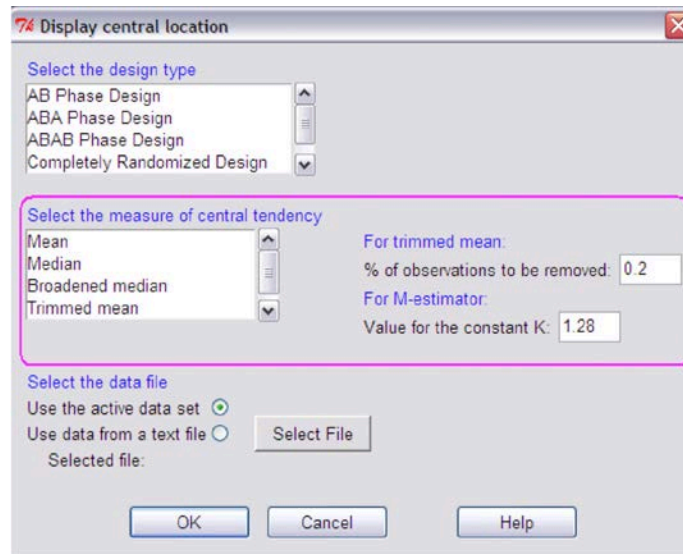 Display central location
Select the design type
AB Phase Design
ABA Phase Design
ABAB Phase Design
Completely Randomized Design
Select the measure of central tendency
Mean
Median
Broadened median
Trimmed mean
For trimmed mean:
% of observations to be removed: 0.2
For M-estimator:
Value for the constant K: 1.28
Select the data file
Use the active data set
Use data from a text file
Select File
Selected file:
OK Cancel Help